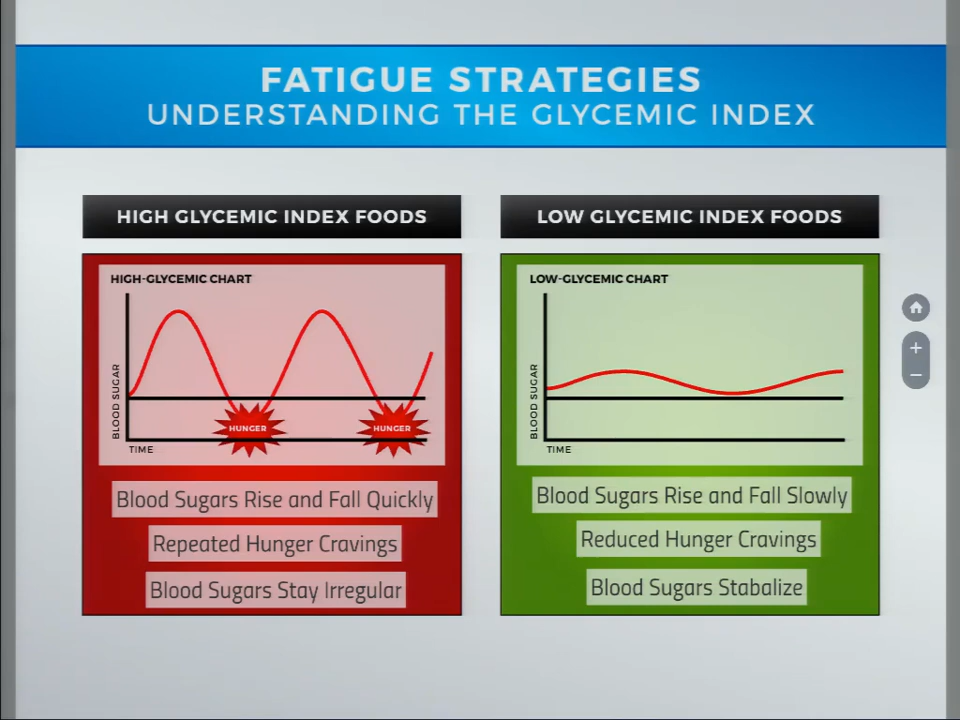 FATIGUE STRATEGIES
UNDERSTANDING THE GLYCEMIC INDEX
HIGH GLYCEMIC INDEX FOODS
HIGH-GLYCEMIC CHART
BLOOD SUGAR
HUNGER
HUNGER
TIME
Blood Sugars Rise and Fall Quickly
Repeated Hunger Cravings
Blood Sugars Stay Irregular
LOW GLYCEMIC INDEX FOODS
LOW-GLYCEMIC CHART
BLOOD SUGAR
TIME
Blood Sugars Rise and Fall Slowly
Reduced Hunger Cravings
Blood Sugars Stabalize